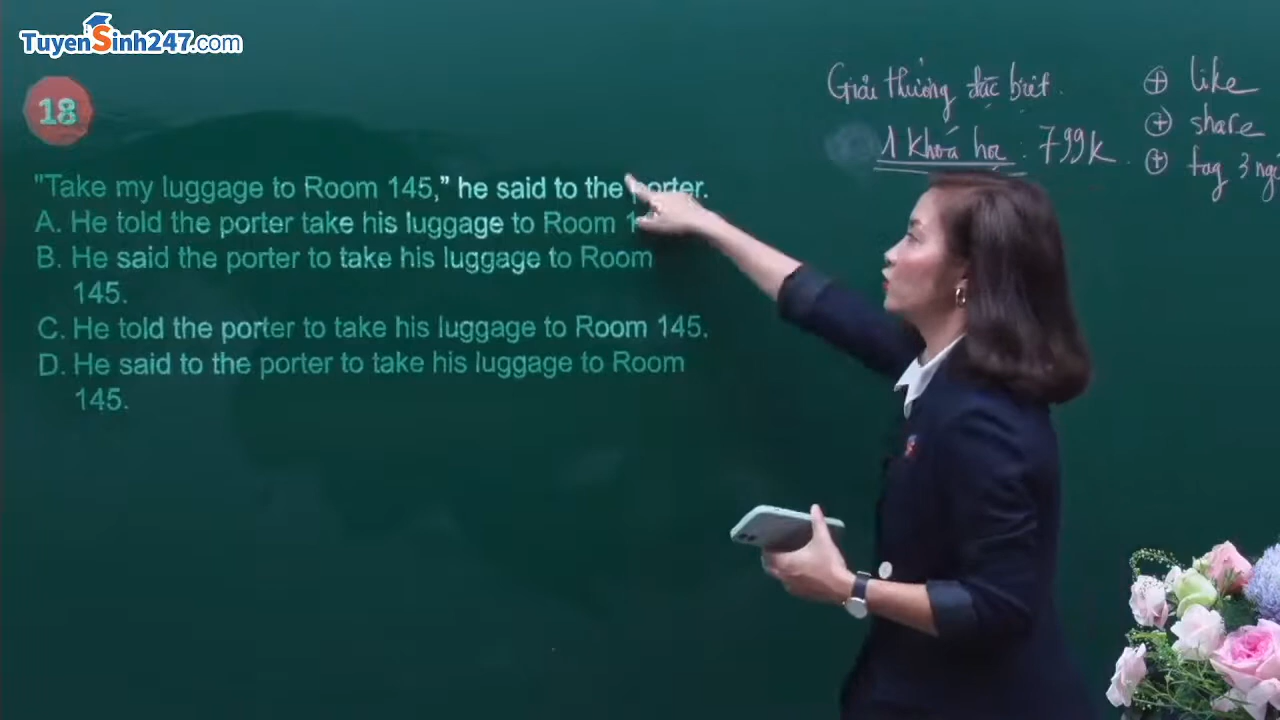 TuyenSinh247.com
18
"Take my luggage to Room 145,” he said to the porter.
A. He told the porter take his luggage to Room 1
B. He said the porter to take his luggage to Room
145.
C. He told the porter to take his luggage to Room 145.
D. He said to the porter to take his luggage to Room
145.
Giải thưởng đặc biệt.
1 khoá học : 799k.
+ like
+ share
+ tag 3